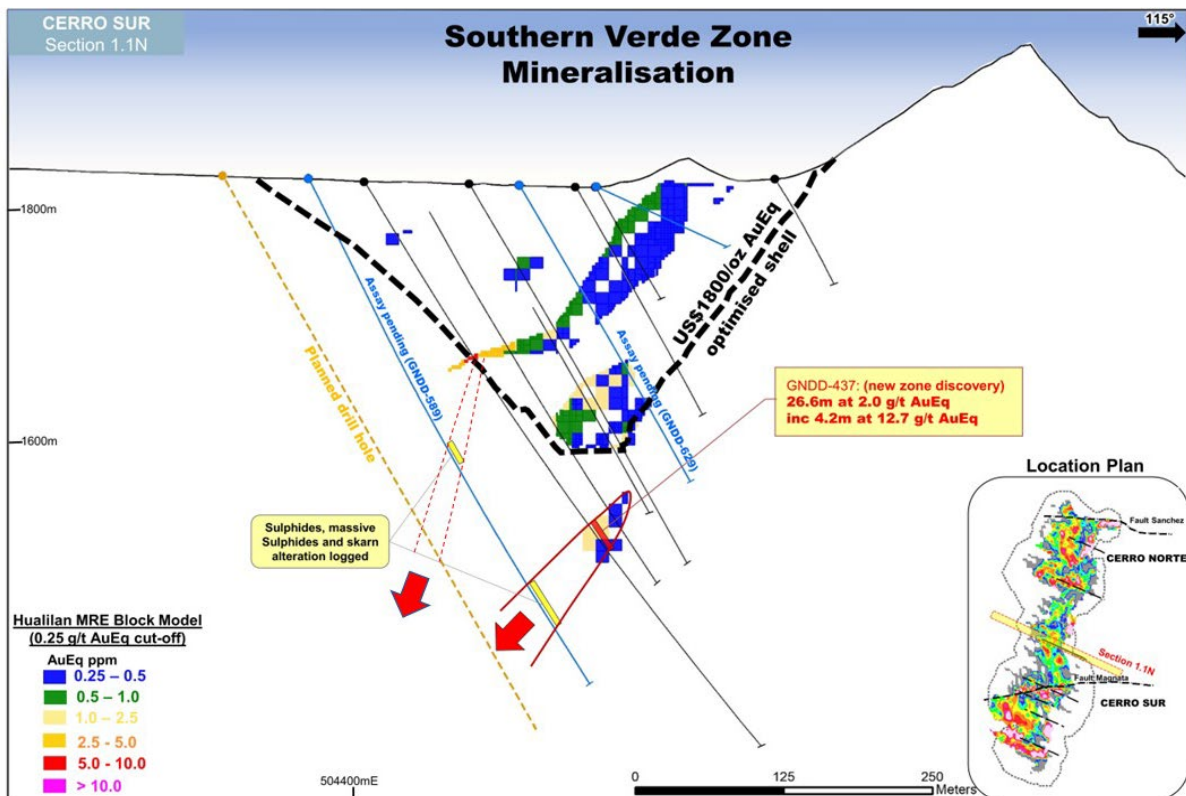 CERRO SUR
Section 1.1N
Southern Verde Zone
Mineralisation
115°
1800m
1600m
Planned drill hole
Assay pending (GNDD-589)
Assay pending (GNDD-629)
US$1800/oz AuEq
optimised shell
GNDD-437: (new zone discovery)
26.6m at 2.0 g/t AuEq
inc 4.2m at 12.7 g/t AuEq
Sulphides, massive
Sulphides and skarn
alteration logged
Hualilan MRE Block Model
(0.25 g/t AuEq cut-off)
AuEq ppm
0.25 – 0.5
0.5 – 1.0
1.0 – 2.5
2.5 - 5.0
5.0 - 10.0
> 10.0
504400mE
0 125 250
Meters
Location Plan
Fault Sanchez
CERRO NORTE
Section 1.1N
Fault Magnata
CERRO SUR